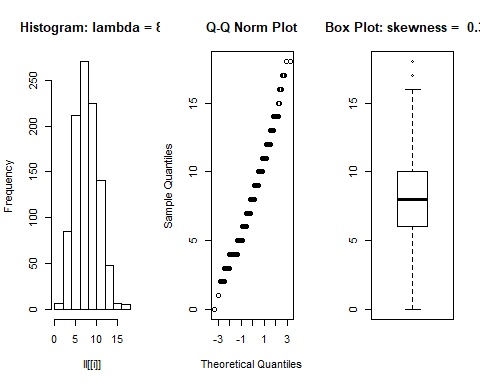 Histogram: lambda = 8
Frequency
250
200
150
100
50
0
0 5 10 15
ll[[i]]
Q-Q Norm Plot
Sample Quantiles
15
10
5
0
-3 -1 1 3
Theoretical Quantiles
Box Plot: skewness = 0.3
15
10
5
0